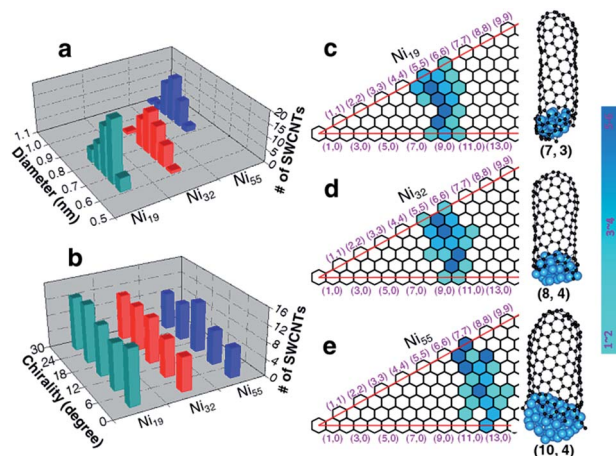 a
20
15
10
5
0
# of SWCNTs
1.1
1.0
0.9
0.8
0.7
0.6
0.5
Diameter (nm)
Ni19
Ni32
Ni55
b
16
12
8
4
0
# of SWCNTs
30
24
18
12
6
0
Chirality (degree)
Ni19
Ni32
Ni55
c
Ni19
(1,1) (2,2) (3,3) (4,4) (5,5) (6,6) (7,7) (8,8) (9,9)
(1,0) (3,0) (5,0) (7,0) (9,0) (11,0) (13,0)
(7, 3)
d
Ni32
(1,1) (2,2) (3,3) (4,4) (5,5) (6,6) (7,7) (8,8) (9,9)
(1,0) (3,0) (5,0) (7,0) (9,0) (11,0) (13,0)
(8, 4)
e
Ni55
(1,1) (2,2) (3,3) (4,4) (5,5) (6,6) (7,7) (8,8) (9,9)
(1,0) (3,0) (5,0) (7,0) (9,0) (11,0) (13,0)
(10, 4)
3~4
1~2